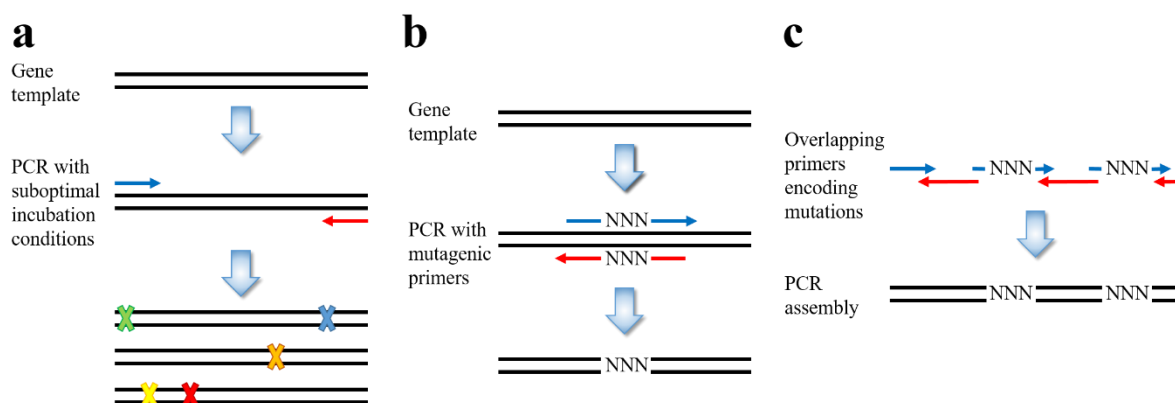 a
Gene
template
PCR with
suboptimal
incubation
conditions
b
Gene
template
NNN
PCR with
mutagenic
primers
NNN
NNN
c
Overlapping
primers
encoding
mutations
NNN NNN
PCR
assembly
NNN NNN